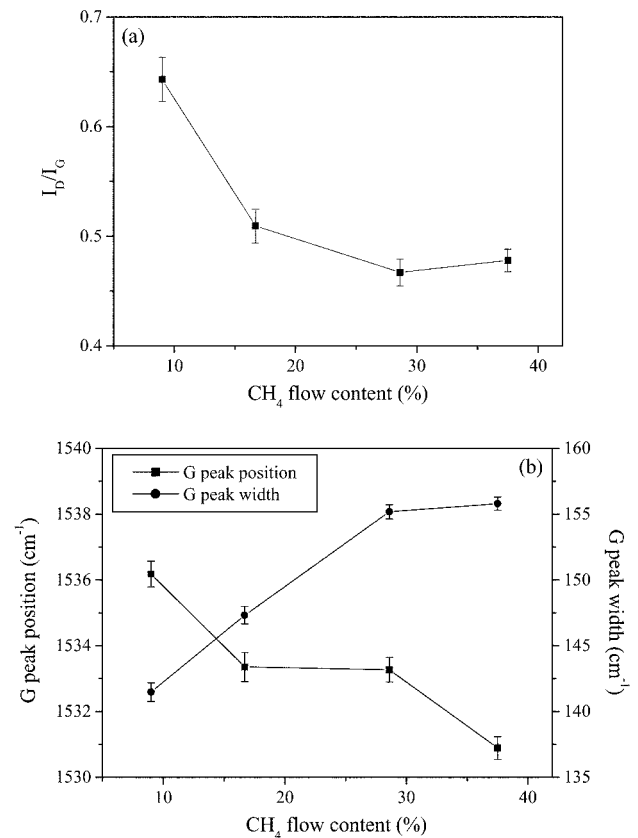 (a)
0.7
0.6
0.5
0.4
I_D/I_G
10 20 30 40
CH₄ flow content (%)
(b)
G peak position
G peak width
1540
1538
1536
1534
1533
1532
1531
1530
G peak position (cm⁻¹)
160
155
150
145
140
135
G peak width (cm⁻¹)
10 20 30 40
CH₄ flow content (%)